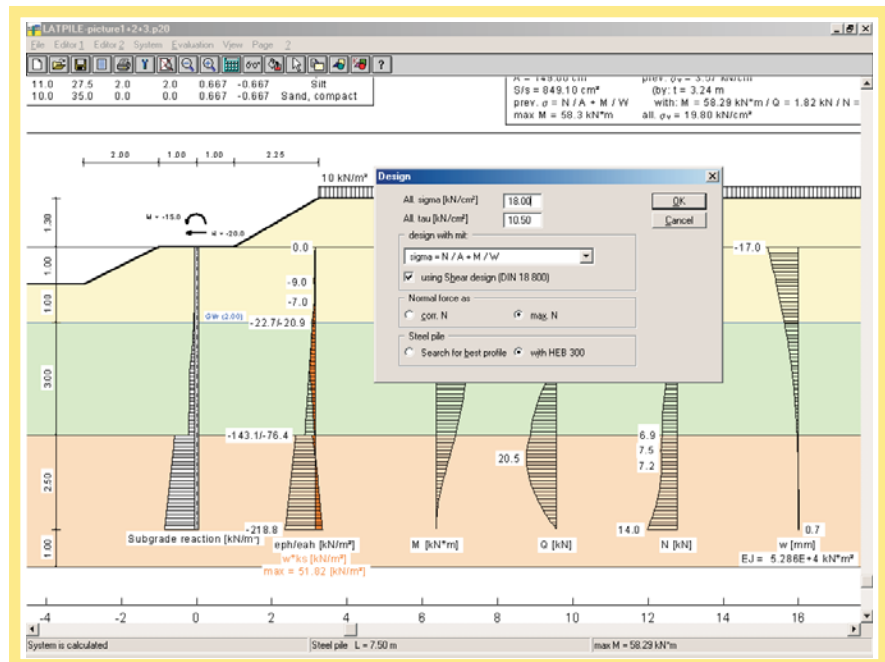 LATPILE-picture1+2+3.p20
File Editor 1 Editor 2 System Evaluation View Page ?
11.0 27.5 2.0 2.0 0.667 -0.667 Silt
10.0 35.0 0.0 0.0 0.667 -0.667 Sand, compact
S/s = 849.10 cm³
prev. σ = N / A + M / W
max M = 58.3 kN*m
(by: t = 3.24 m
with: M = 58.29 kN*m / Q = 1.82 kN / N =
all. σv = 19.80 kN/cm²
2.00 1.00 1.00 2.25
10 kN/m²
1.30
1.00
1.00
3.00
2.50
1.00
M = -15.0
H = -20.0
GW (2.00)
0.0
-9.0
-7.0
-22.7/-20.9
-143.1/-76.4
-218.8
Design
All. sigma [kN/cm²] 18.00
All. tau [kN/cm²] 10.50
OK
Cancel
design with mit:
sigma = N / A + M / W
using Shear design (DIN 18 800)
Normal force as
corr. N
max. N
Steel pile
Search for best profile
with HEB 300
-17.0
20.5
6.9
7.5
7.2
14.0
0.7
Subgrade reaction [kN/m²]
eph/eah [kN/m²]
w*ks [kN/m²]
max = 51.82 [kN/m²]
M [kN*m]
Q [kN]
N [kN]
w [mm]
EJ = 5.286E+4 kN*m²
-4 -2 0 2 4 6 8 10 12 14 16
System is calculated
Steel pile L = 7.50 m
max M = 58.29 kN*m